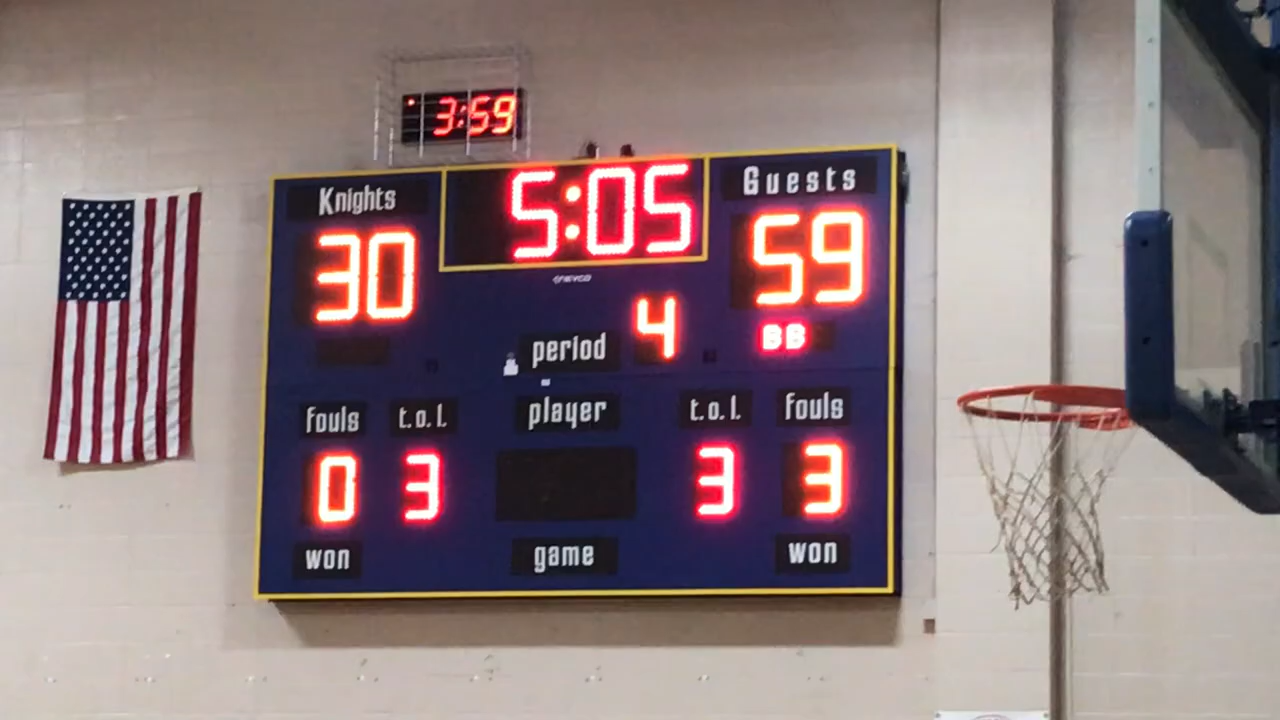 3:59
Knights 5:05 Guests
30 59
NEVCO
period 4 BB
fouls t.o.l. player t.o.l. fouls
0 3 3 3
won game won